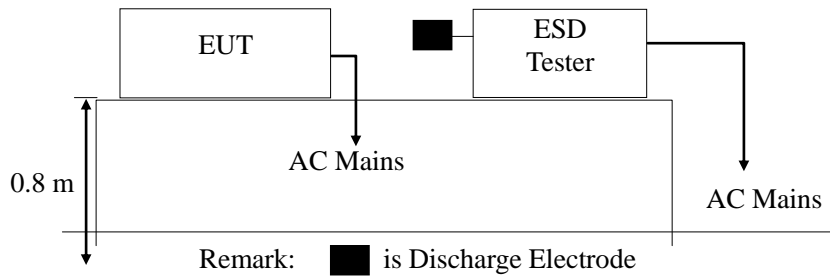 EUT
ESD
Tester
AC Mains
0.8 m
AC Mains
Remark: is Discharge Electrode